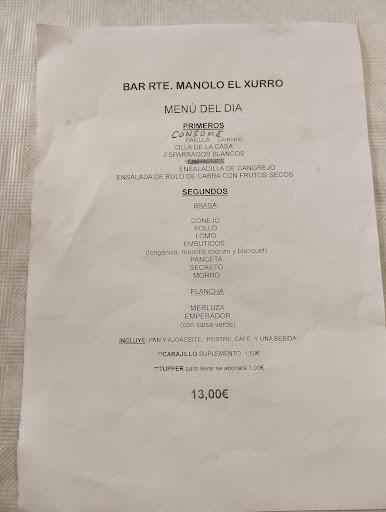 BAR RTE. MANOLO EL XURRO
MENÚ DEL DIA
PRIMEROS
CONSOME
PAELLA (Jueves)
OLLA DE LA CASA
ESPARRAGOS BLANCOS
ENSALADILLA DE CANGREJO
ENSALADA DE RULO DE CABRA CON FRUTOS SECOS
SEGUNDOS
BRASA
CONEJO
POLLO
LOMO
EMBUTIDOS
(longaniza, morcilla,chorizo y blanquet)
PANCETA
SECRETO
MORRO
PLANCHA
MERLUZA
EMPERADOR
(con salsa verde)
INCLUYE: PAN Y AJOACEITE, POSTRE, CAFÉ, Y UNA BEBIDA.
**CARAJILLO SUPLEMENTO 1,50€
**TUPPER para llevar se abonará 1,00€
13,00€